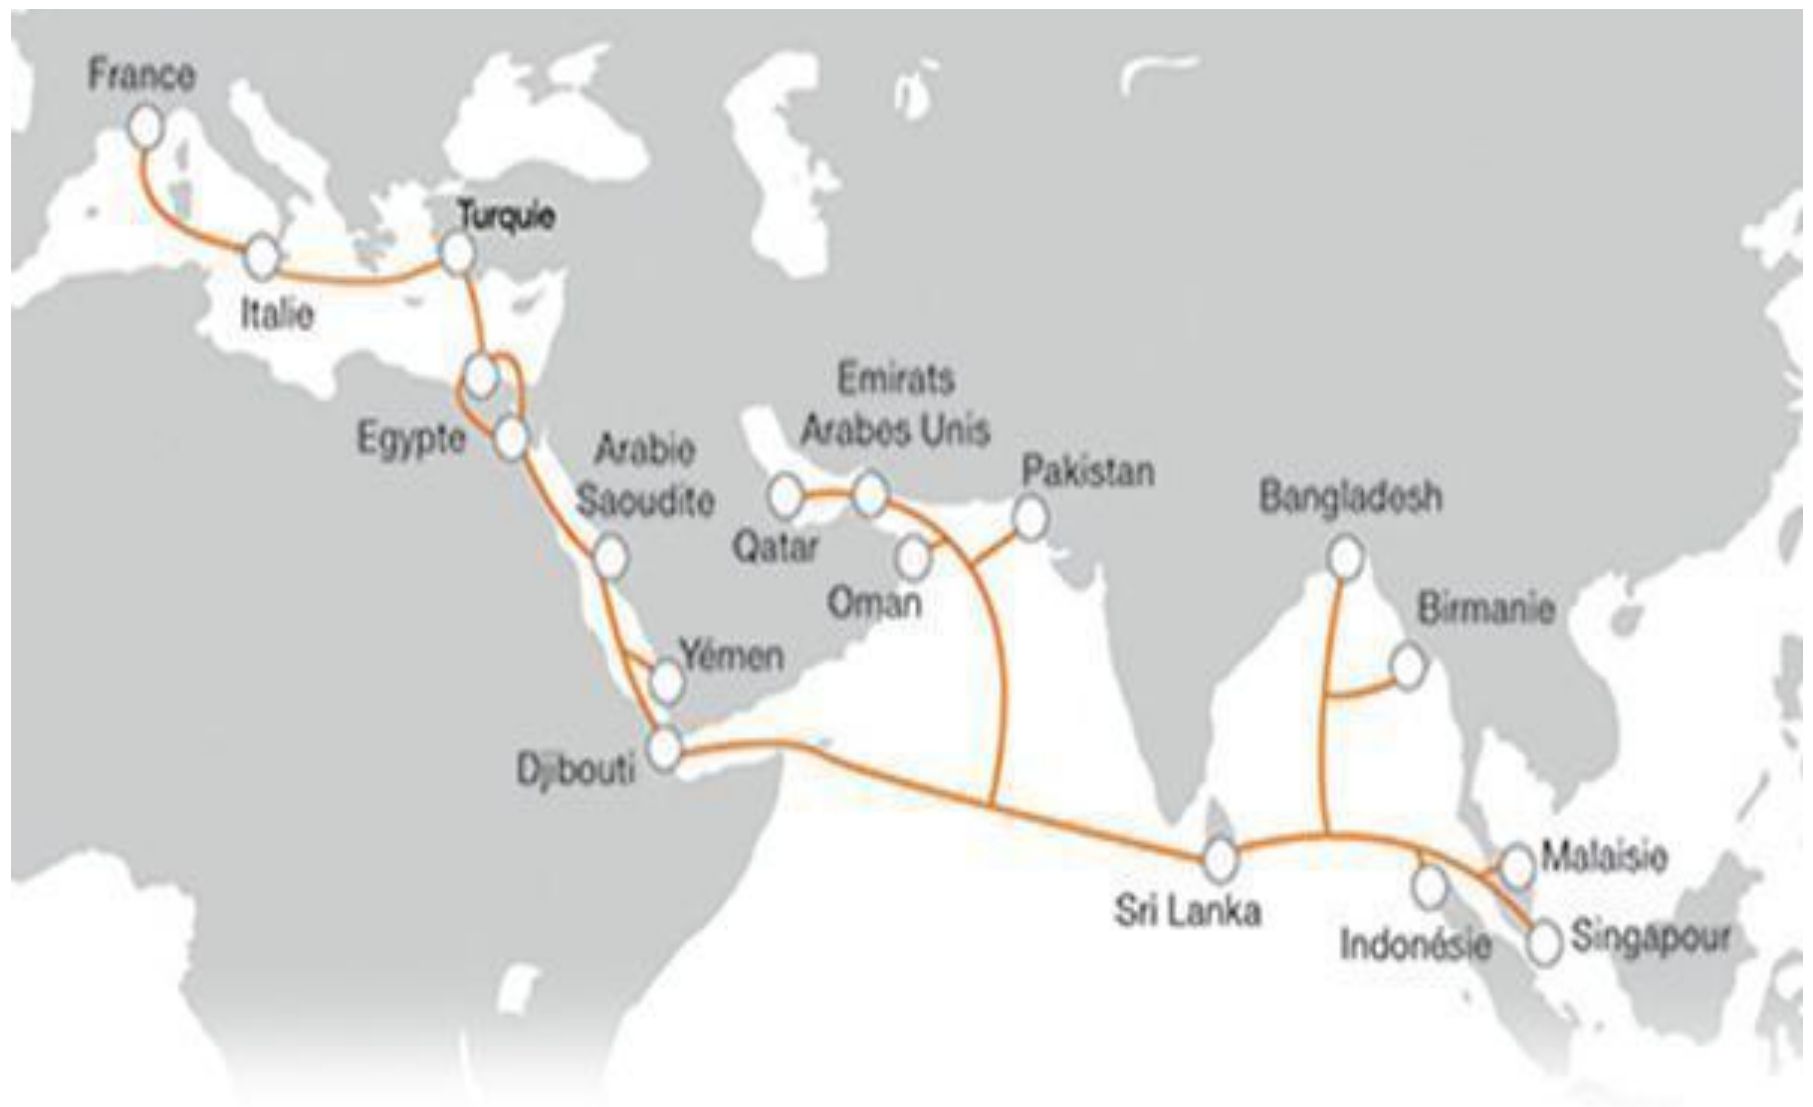 France
Turquie
Italie
Emirats
Arabes Unis
Egypte
Arabie
Saoudite
Pakistan
Bangladesh
Qatar
Oman
Birmanie
Yémen
Djibouti
Malaisie
Sri Lanka
Indonésie
Singapour